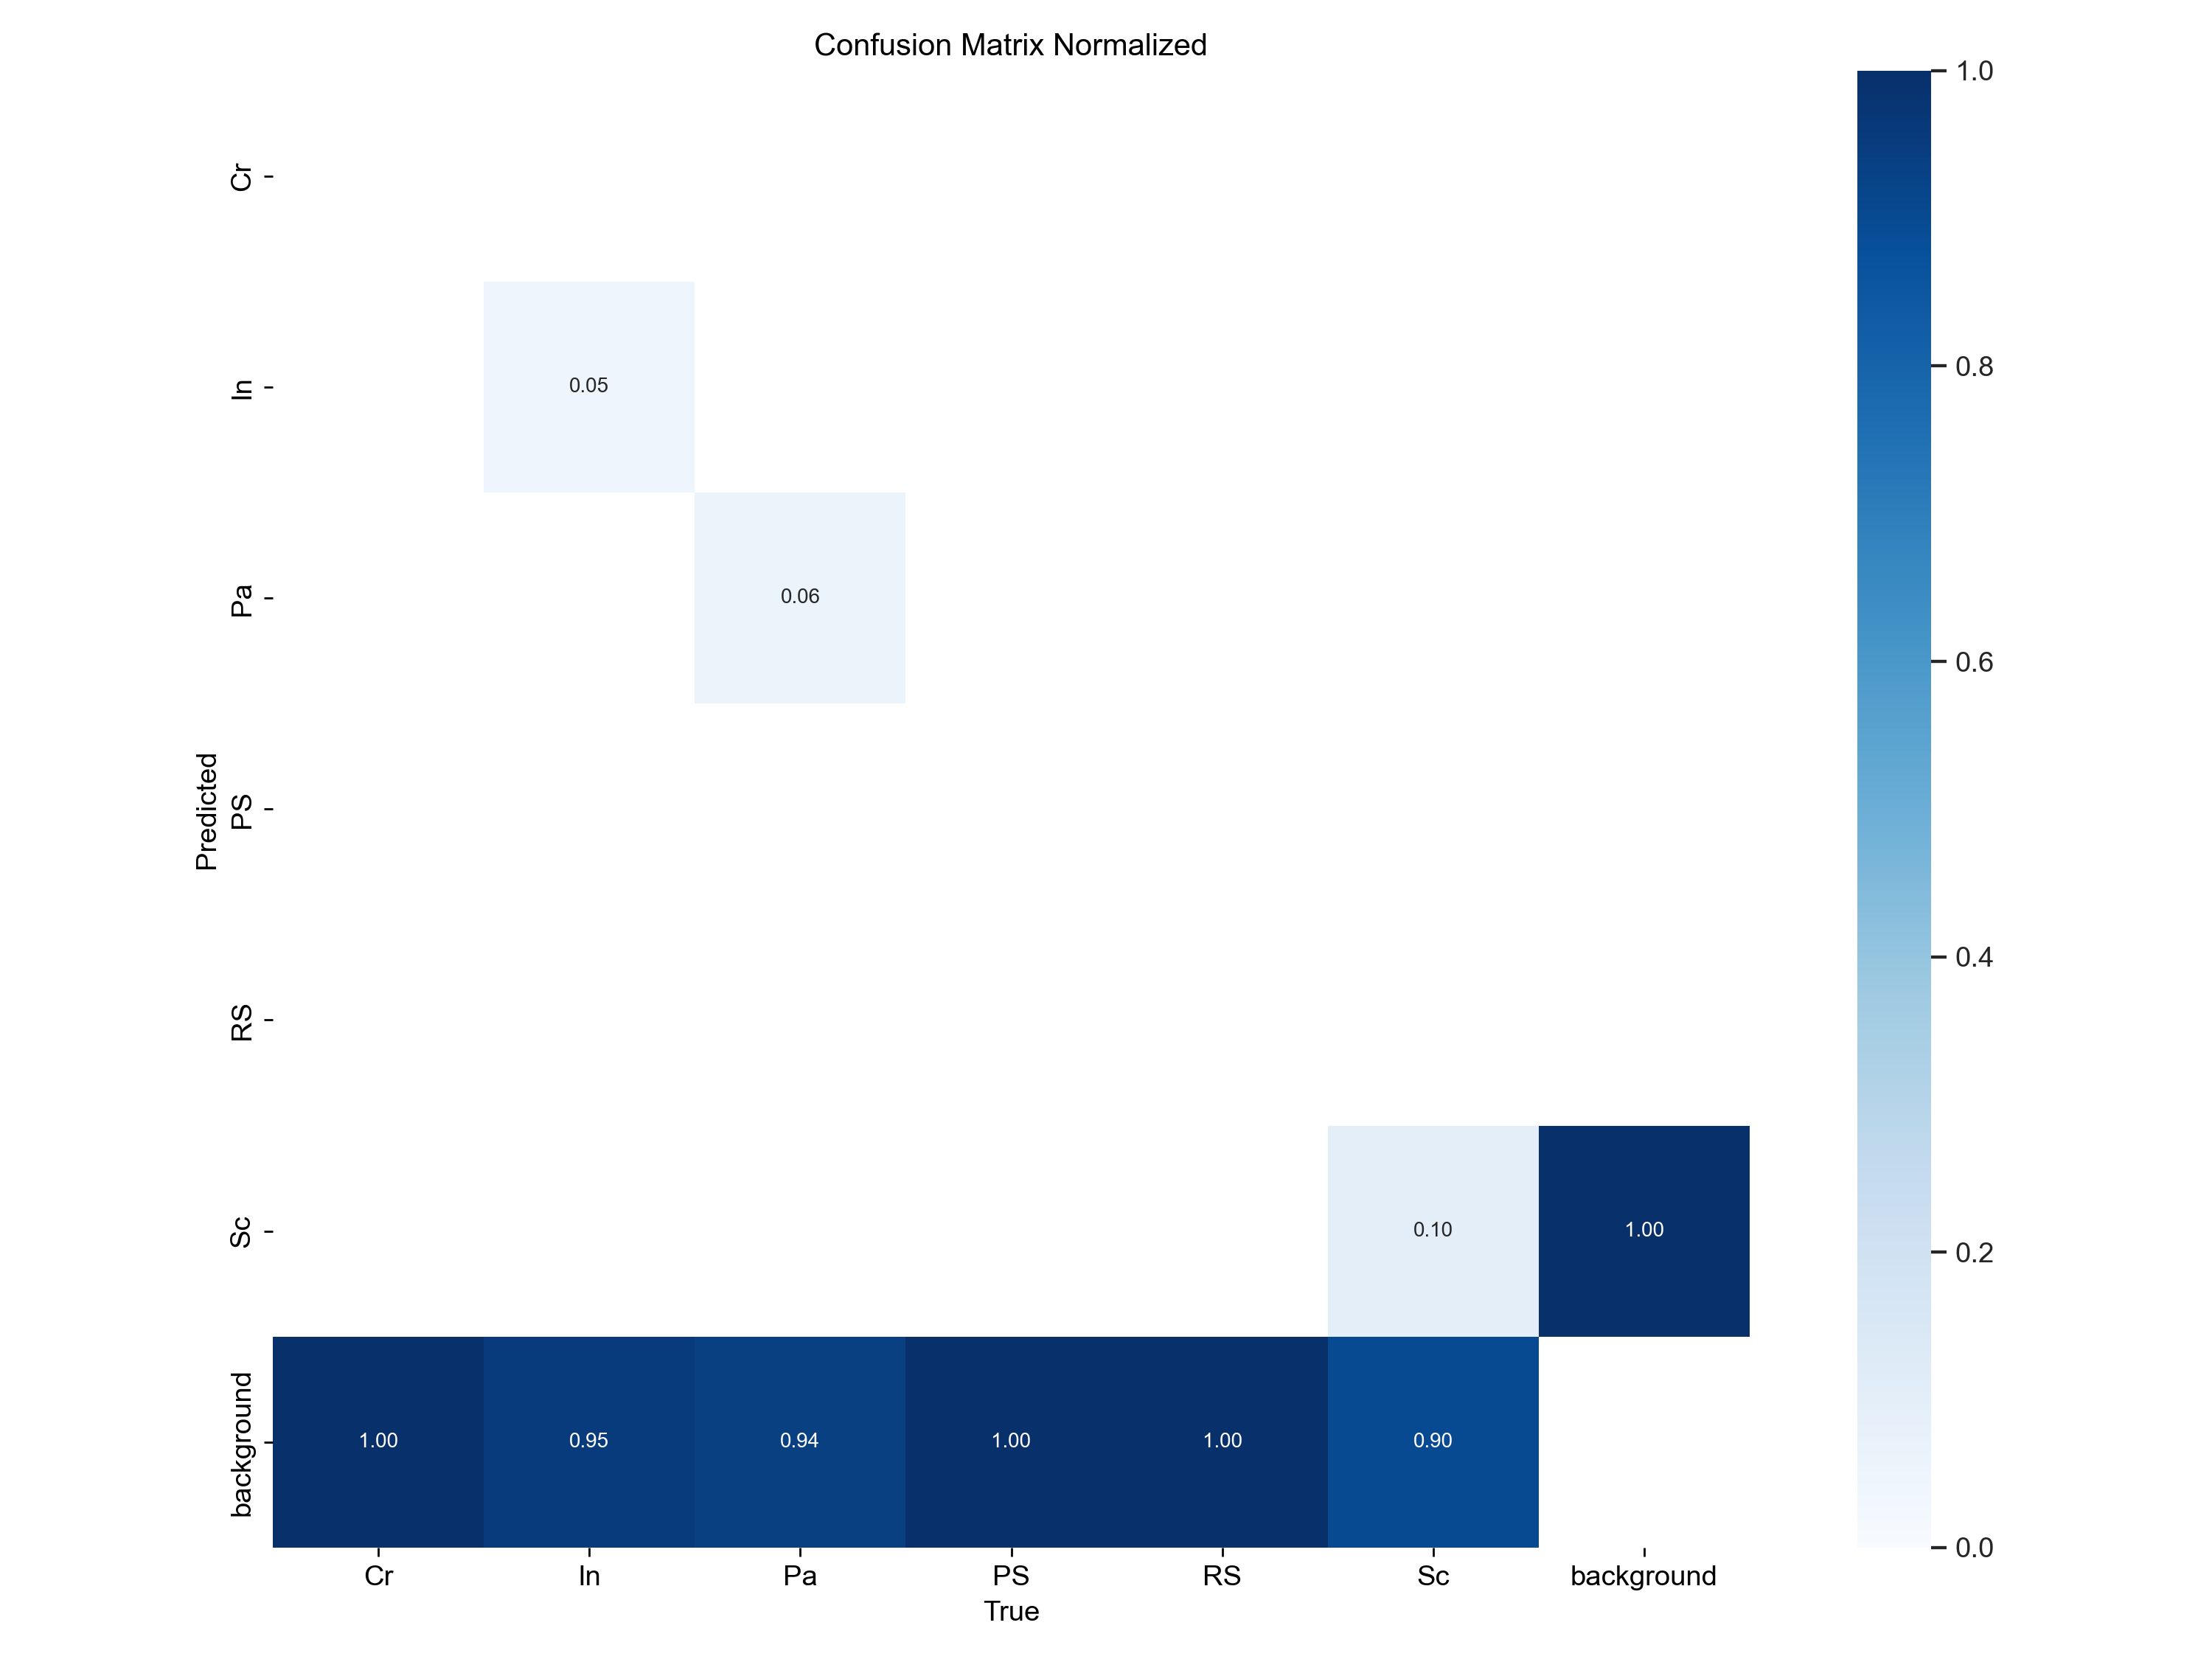 Confusion Matrix Normalized
1.0
Cr
0.8
In
0.05
0.6
Pa
0.06
Predicted
PS
0.4
RS
0.2
Sc
0.10
1.00
background
1.00
0.95
0.94
1.00
1.00
0.90
0.0
Cr
In
Pa
PS
RS
Sc
background
True